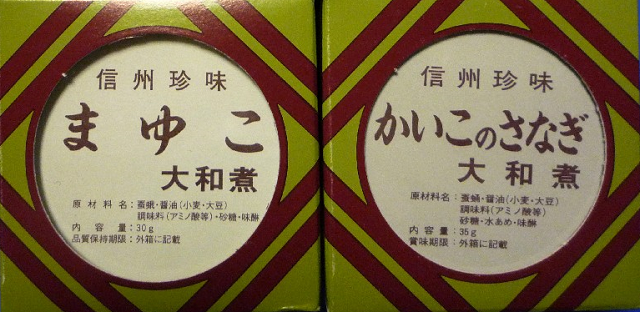 信州珍味
まゆこ
大和煮
原材料名：蚕蛾・醤油(小麦・大豆)
調味料(アミノ酸等)・砂糖・味醂
内容量：30g
品質保持期限：外箱に記載
信州珍味
かいこのさなぎ
大和煮
原材料名：蚕蛹・醤油(小麦・大豆)
調味料(アミノ酸等)
砂糖・水あめ・味醂
内容量：35g
賞味期限：外箱に記載